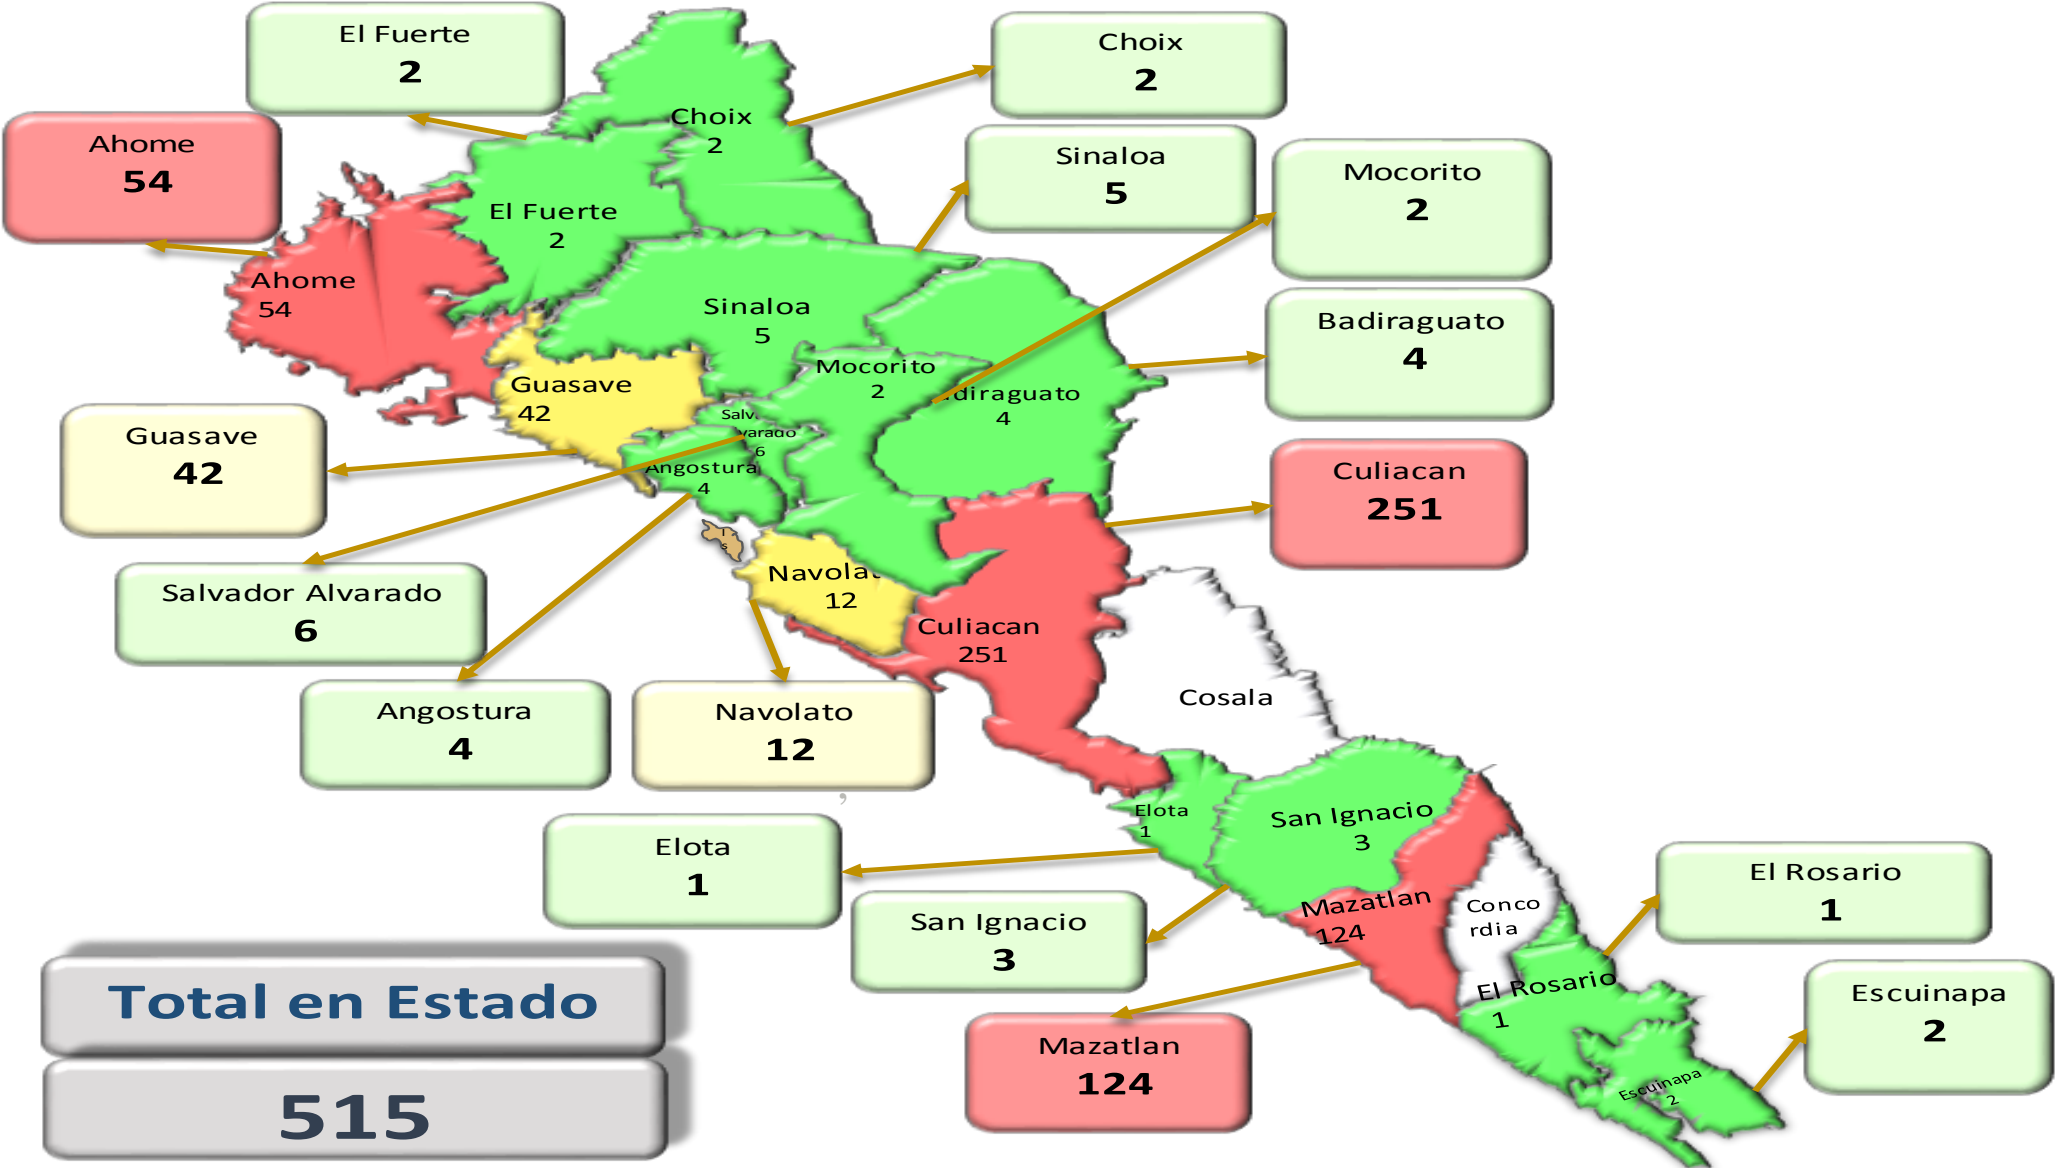 El Fuerte
2
Choix
2
Ahome
54
Sinaloa
5
Mocorito
2
Badiraguato
4
Guasave
42
Culiacan
251
Salvador Alvarado
6
Angostura
4
Navolato
12
Elota
1
San Ignacio
3
Mazatlan
124
El Rosario
1
Escuinapa
2
Choix
2
El Fuerte
2
Ahome
54
Sinaloa
5
Mocorito
2
diraguato
4
Guasave
42
Salv
varado
6
Angostura
4
Navolat
12
Culiacan
251
Cosala
Elota
1
San Ignacio
3
Mazatlan
124
Conco
rdia
El Rosario
1
Escuinapa
2
,
Total en Estado
515